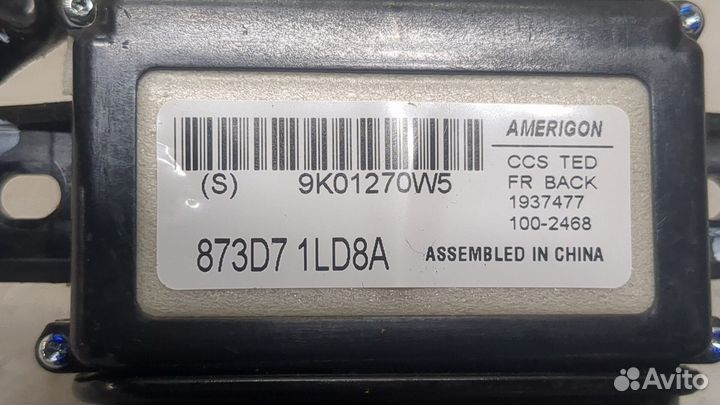 (S) 9K01270W5
873D7 1LD8A
AMERIGON
CCS TED
FR BACK
1937477
100-2468
ASSEMBLED IN CHINA
Avito